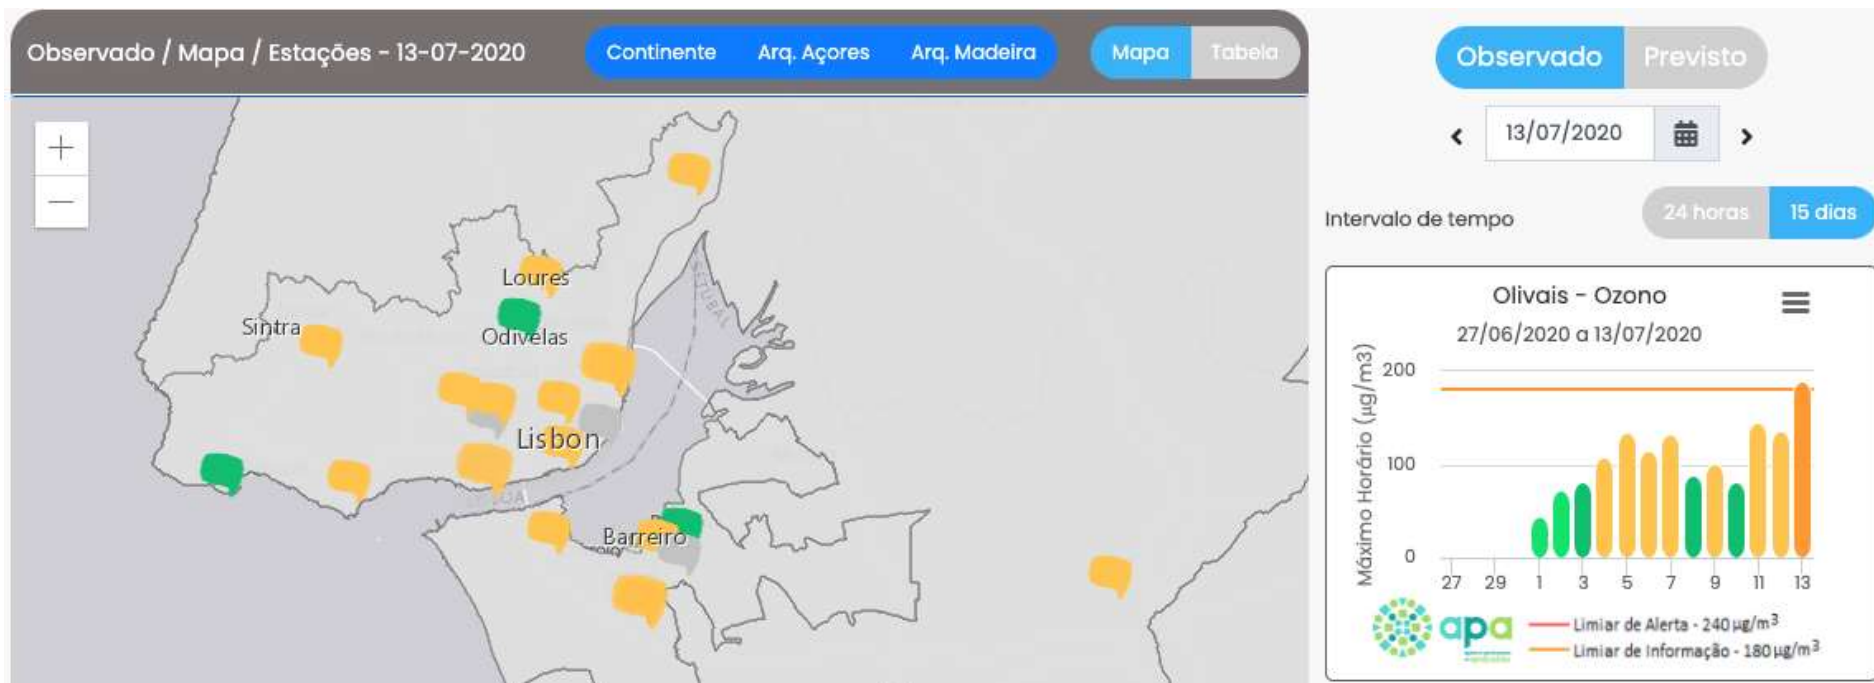 Observado / Mapa / Estações - 13-07-2020
Continente Arq. Açores Arq. Madeira
Mapa Tabela
+
−
Loures
Sintra
Odivelas
SETUBAL
Lisbon
Barreiro
Observado Previsto
13/07/2020
Intervalo de tempo
24 horas 15 dias
Olivais - Ozono
27/06/2020 a 13/07/2020
Máximo Horário (µg/m3)
200
100
0
27 29 1 3 5 7 9 11 13
apa
Limiar de Alerta - 240 µg/m³
Limiar de Informação - 180 µg/m³